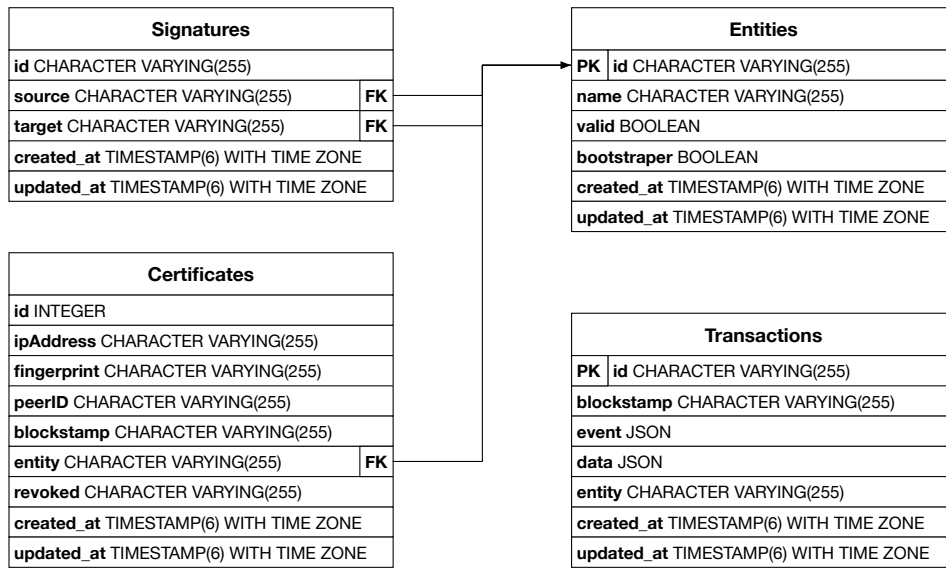 Signatures
id CHARACTER VARYING(255)
source CHARACTER VARYING(255) FK
target CHARACTER VARYING(255) FK
created_at TIMESTAMP(6) WITH TIME ZONE
updated_at TIMESTAMP(6) WITH TIME ZONE
Entities
PK id CHARACTER VARYING(255)
name CHARACTER VARYING(255)
valid BOOLEAN
bootstraper BOOLEAN
created_at TIMESTAMP(6) WITH TIME ZONE
updated_at TIMESTAMP(6) WITH TIME ZONE
Certificates
id INTEGER
ipAddress CHARACTER VARYING(255)
fingerprint CHARACTER VARYING(255)
peerID CHARACTER VARYING(255)
blockstamp CHARACTER VARYING(255)
entity CHARACTER VARYING(255) FK
revoked CHARACTER VARYING(255)
created_at TIMESTAMP(6) WITH TIME ZONE
updated_at TIMESTAMP(6) WITH TIME ZONE
Transactions
PK id CHARACTER VARYING(255)
blockstamp CHARACTER VARYING(255)
event JSON
data JSON
entity CHARACTER VARYING(255)
created_at TIMESTAMP(6) WITH TIME ZONE
updated_at TIMESTAMP(6) WITH TIME ZONE